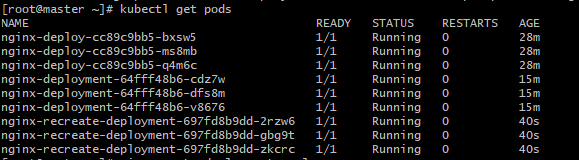 [root@master ~]# kubectl get pods
NAME READY STATUS RESTARTS AGE
nginx-deploy-cc89c9bb5-bxsw5 1/1 Running 0 28m
nginx-deploy-cc89c9bb5-ms8mb 1/1 Running 0 28m
nginx-deploy-cc89c9bb5-q4m6c 1/1 Running 0 28m
nginx-deployment-64fff48b6-cdz7w 1/1 Running 0 15m
nginx-deployment-64fff48b6-dfs8m 1/1 Running 0 15m
nginx-deployment-64fff48b6-v8676 1/1 Running 0 15m
nginx-recreate-deployment-697fd8b9dd-2rzw6 1/1 Running 0 40s
nginx-recreate-deployment-697fd8b9dd-gbg9t 1/1 Running 0 40s
nginx-recreate-deployment-697fd8b9dd-zkcrc 1/1 Running 0 40s